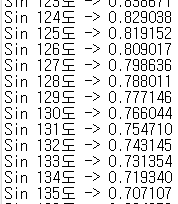 Sin 123도 -> 0.838671
Sin 124도 -> 0.829038
Sin 125도 -> 0.819152
Sin 126도 -> 0.809017
Sin 127도 -> 0.798636
Sin 128도 -> 0.788011
Sin 129도 -> 0.777146
Sin 130도 -> 0.766044
Sin 131도 -> 0.754710
Sin 132도 -> 0.743145
Sin 133도 -> 0.731354
Sin 134도 -> 0.719340
Sin 135도 -> 0.707107